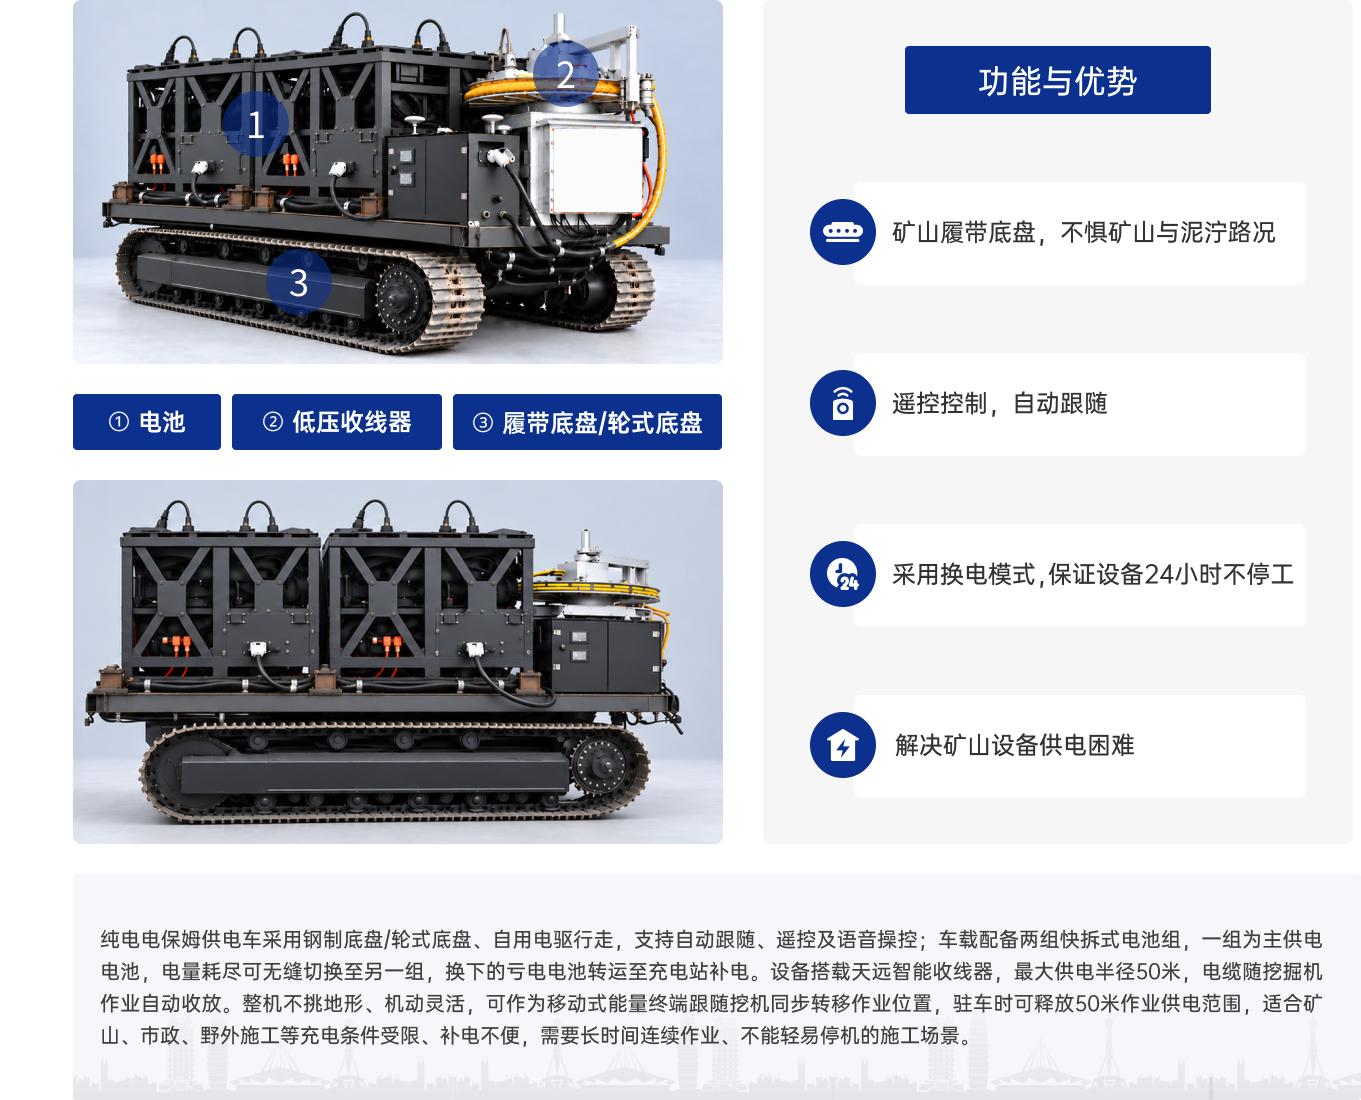 1
2
3
① 电池
② 低压收线器
③ 履带底盘/轮式底盘
功能与优势
矿山履带底盘，不惧矿山与泥泞路况
遥控控制，自动跟随
24
采用换电模式,保证设备24小时不停工
解决矿山设备供电困难
纯电电保姆供电车采用钢制底盘/轮式底盘、自用电驱行走，支持自动跟随、遥控及语音操控；车载配备两组快拆式电池组，一组为主供电
电池，电量耗尽可无缝切换至另一组，换下的亏电电池转运至充电站补电。设备搭载天远智能收线器，最大供电半径50米，电缆随挖掘机
作业自动收放。整机不挑地形、机动灵活，可作为移动式能量终端跟随挖机同步转移作业位置，驻车时可释放50米作业供电范围，适合矿
山、市政、野外施工等充电条件受限、补电不便，需要长时间连续作业、不能轻易停机的施工场景。